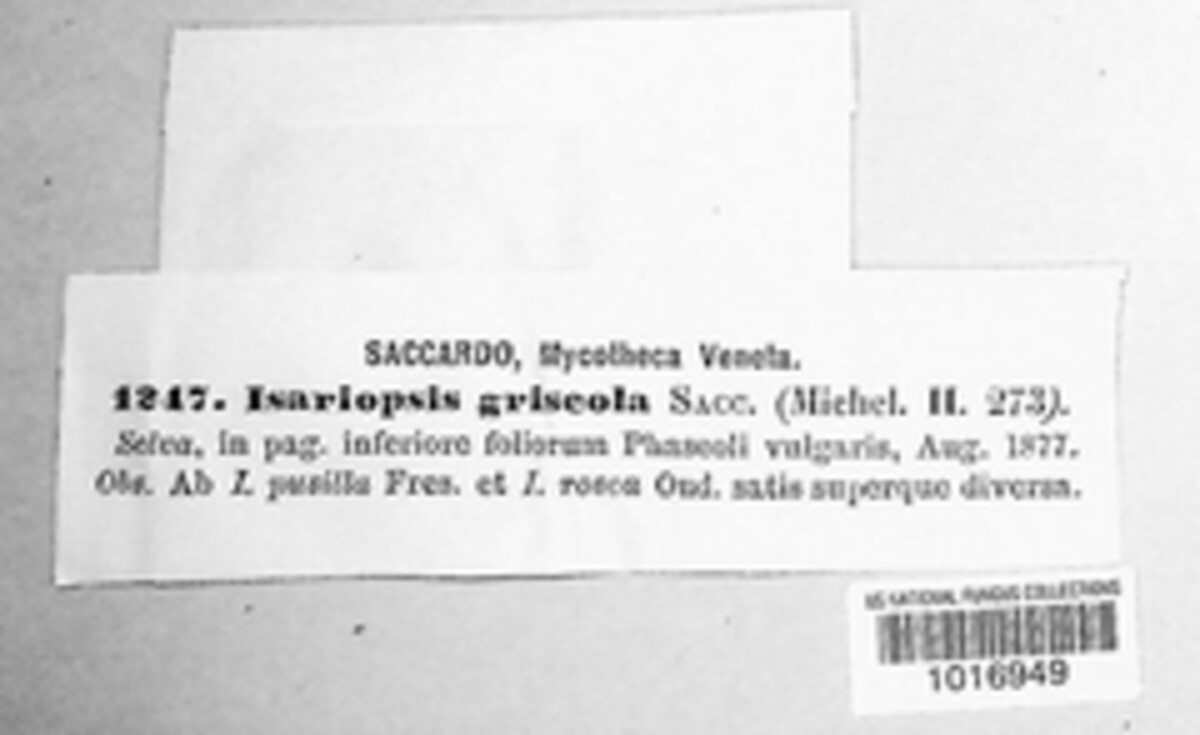 SACCARDO, Mycotheca Veneta.
1247. Isariopsis griseola SACC. (Michel. II. 273).
Selva, in pag. inferiore foliorum Phaseoli vulgaris, Aug. 1877.
Obs. Ab I. pusilla Fres. et I. rosea Oud. satis superque diversa.
US NATIONAL FUNGUS COLLECTIONS
1016949